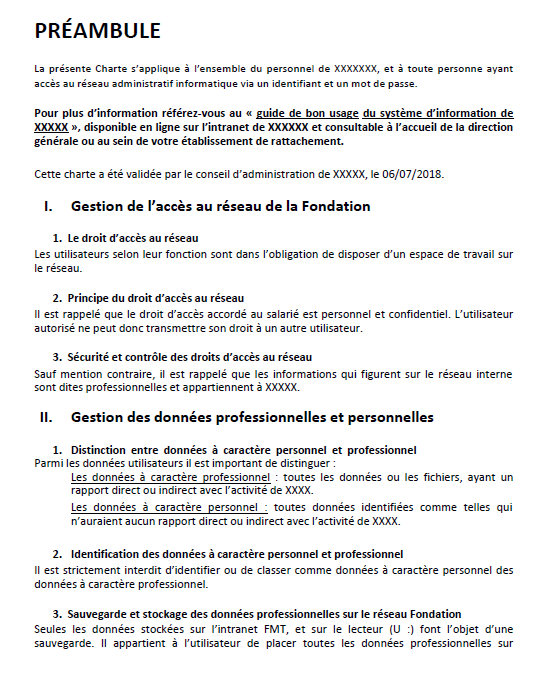 PRÉAMBULE
La présente Charte s’applique à l’ensemble du personnel de XXXXXXX, et à toute personne ayant
accès au réseau administratif informatique via un identifiant et un mot de passe.
Pour plus d’information référez-vous au « guide de bon usage du système d’information de
XXXXX », disponible en ligne sur l’intranet de XXXXXX et consultable à l’accueil de la direction
générale ou au sein de votre établissement de rattachement.
Cette charte a été validée par le conseil d’administration de XXXXX, le 06/07/2018.
I. Gestion de l’accès au réseau de la Fondation
1. Le droit d’accès au réseau
Les utilisateurs selon leur fonction sont dans l’obligation de disposer d’un espace de travail sur
le réseau.
2. Principe du droit d’accès au réseau
Il est rappelé que le droit d’accès accordé au salarié est personnel et confidentiel. L’utilisateur
autorisé ne peut donc transmettre son droit à un autre utilisateur.
3. Sécurité et contrôle des droits d’accès au réseau
Sauf mention contraire, il est rappelé que les informations qui figurent sur le réseau interne
sont dites professionnelles et appartiennent à XXXXX.
II. Gestion des données professionnelles et personnelles
1. Distinction entre données à caractère personnel et professionnel
Parmi les données utilisateurs il est important de distinguer :
Les données à caractère professionnel : toutes les données ou les fichiers, ayant un
rapport direct ou indirect avec l’activité de XXXX.
Les données à caractère personnel : toutes données identifiées comme telles qui
n’auraient aucun rapport direct ou indirect avec l’activité de XXXX.
2. Identification des données à caractère personnel et professionnel
Il est strictement interdit d’identifier ou de classer comme données à caractère personnel des
données à caractère professionnel.
3. Sauvegarde et stockage des données professionnelles sur le réseau Fondation
Seules les données stockées sur l’intranet FMT, et sur le lecteur (U :) font l’objet d’une
sauvegarde. Il appartient à l’utilisateur de placer toutes les données professionnelles sur